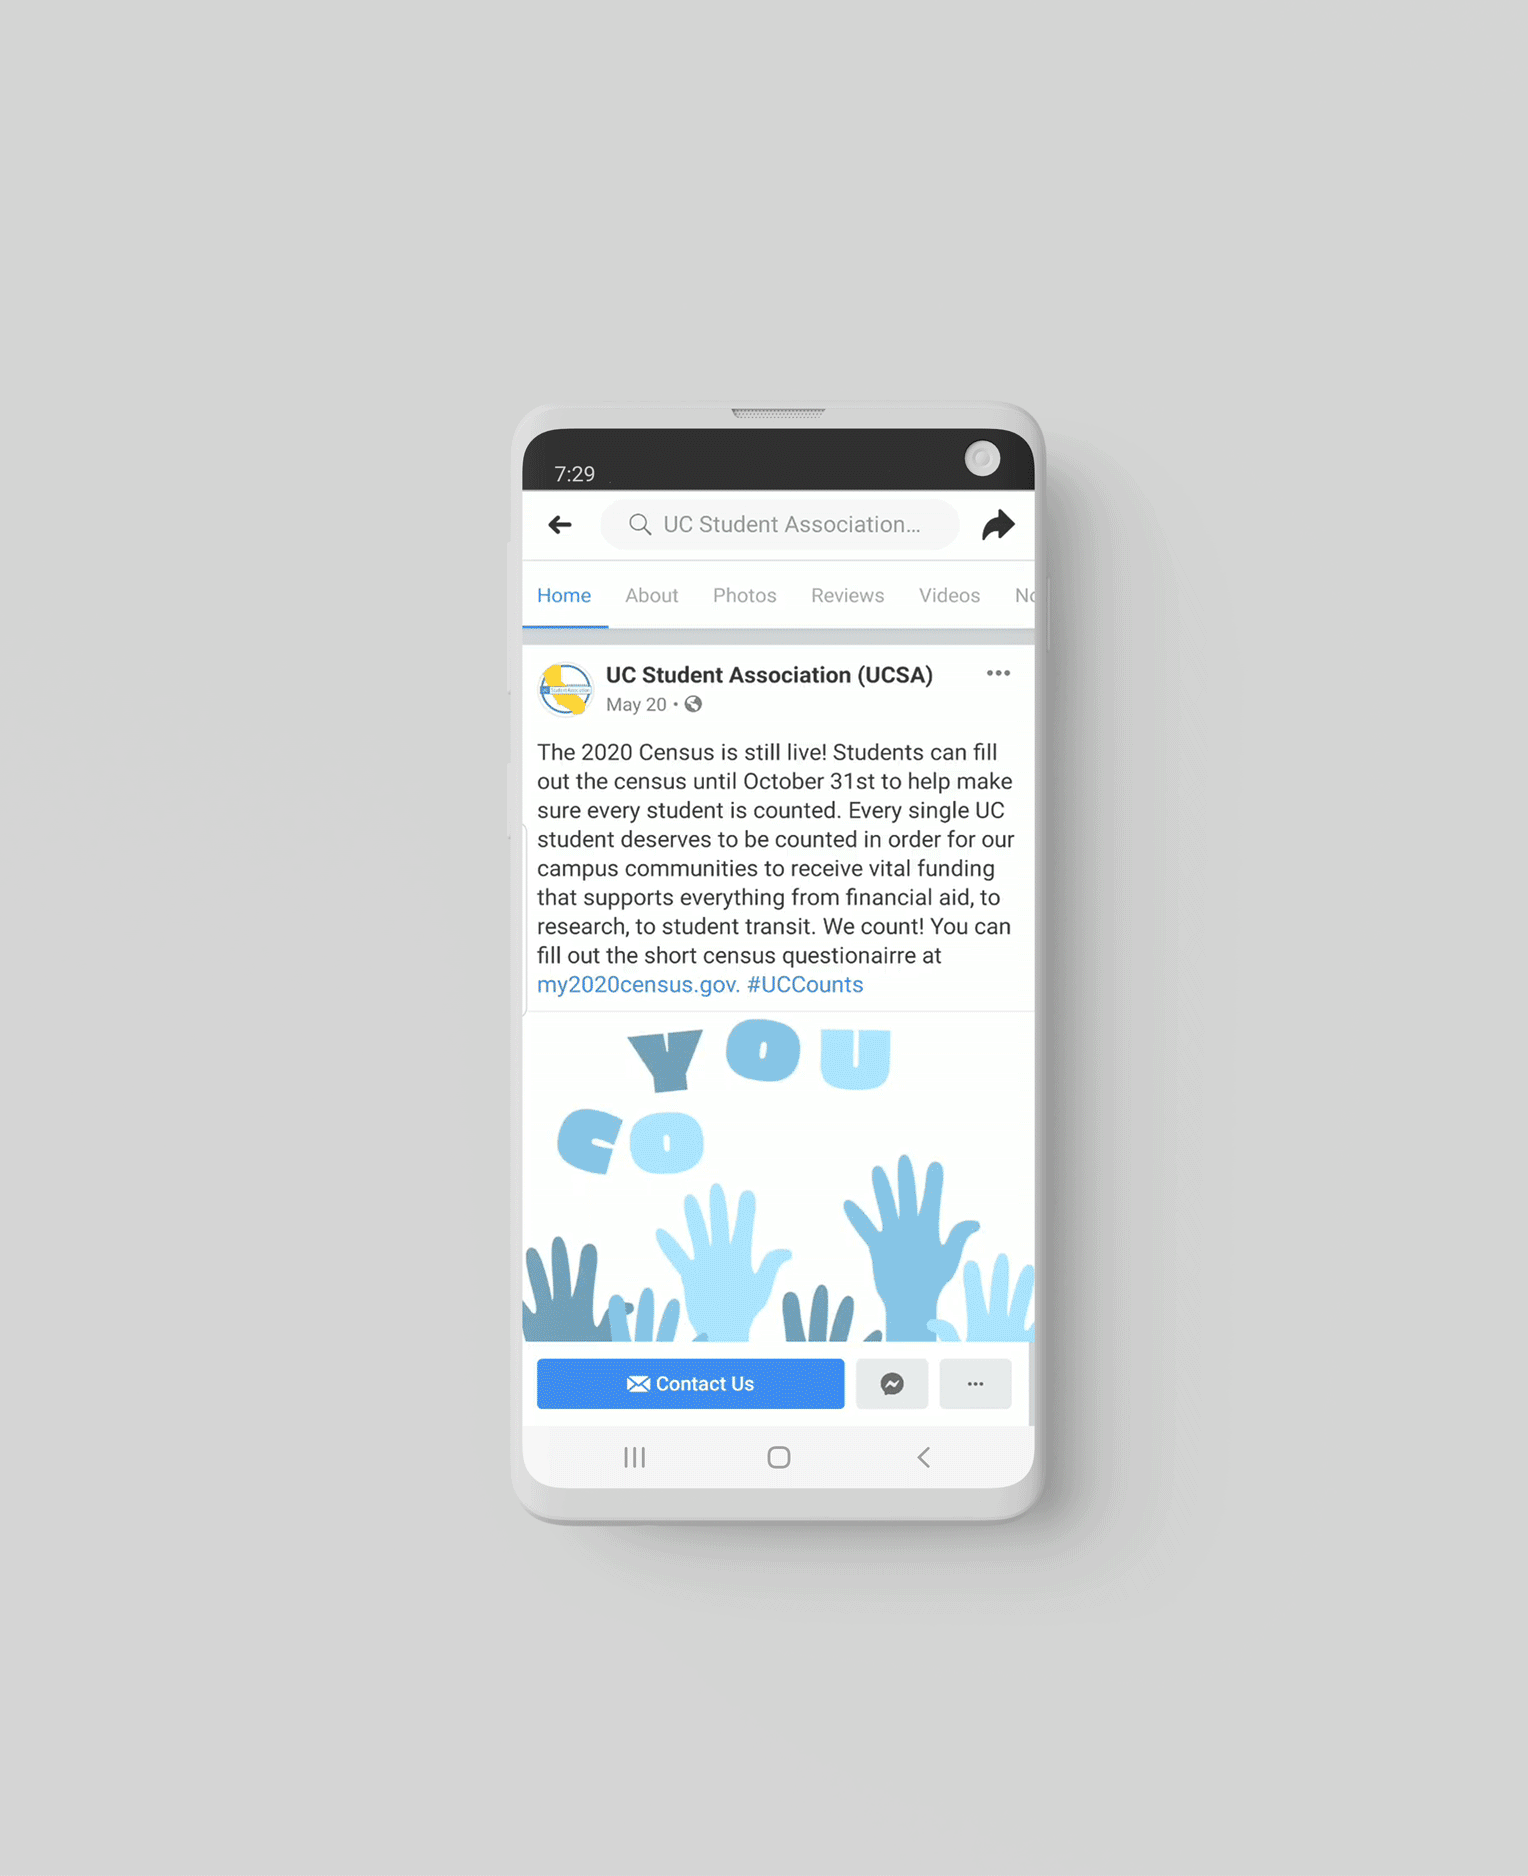 7:29
UC Student Association...
Home About Photos Reviews Videos No
UC Student Association (UCSA)
May 20 •
The 2020 Census is still live! Students can fill
out the census until October 31st to help make
sure every student is counted. Every single UC
student deserves to be counted in order for our
campus communities to receive vital funding
that supports everything from financial aid, to
research, to student transit. We count! You can
fill out the short census questionairre at
my2020census.gov. #UCCounts
YOU
CO
Contact Us